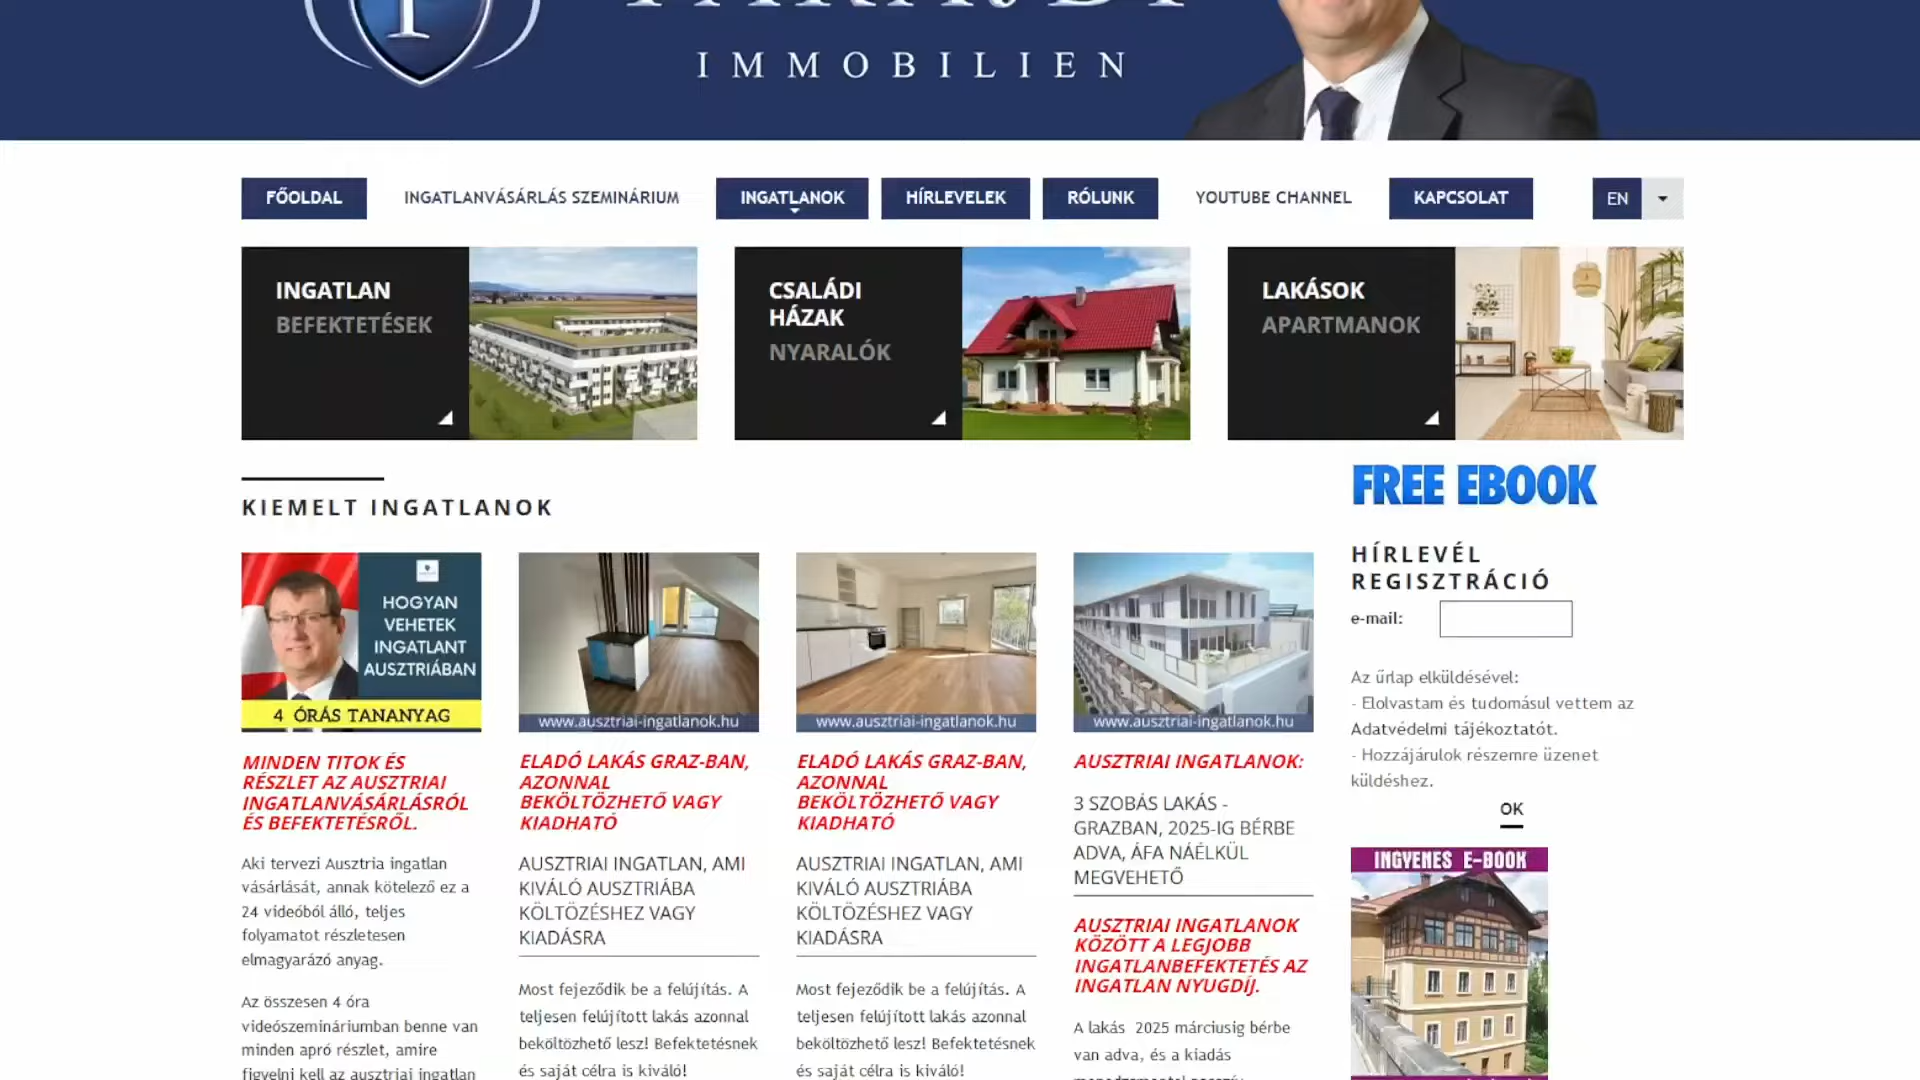 IMMOBILIEN
FŐOLDAL
INGATLANVÁSÁRLÁS SZEMINÁRIUM
INGATLANOK
HÍRLEVELEK
RÓLUNK
YOUTUBE CHANNEL
KAPCSOLAT
EN
INGATLAN
BEFEKTETÉSEK
CSALÁDI
HÁZAK
NYARALÓK
LAKÁSOK
APARTMANOK
KIEMELT INGATLANOK
HOGYAN
VEHETEK
INGATLANT
AUSZTRIÁBAN
4 ÓRÁS TANANYAG
MINDEN TITOK ÉS
RÉSZLET AZ AUSZTRIAI
INGATLANVÁSÁRLÁSRÓL
ÉS BEFEKTETÉSRŐL.
Aki tervezi Ausztria ingatlan
vásárlását, annak kötelező ez a
24 videóból álló, teljes
folyamatot részletesen
elmagyarázó anyag.
Az összesen 4 óra
videószemináriumban benne van
minden apró részlet, amire
figyelni kell az ausztriai ingatlan
www.ausztriai-ingatlanok.hu
ELADÓ LAKÁS GRAZ-BAN,
AZONNAL
BEKÖLTÖZHETŐ VAGY
KIADHATÓ
AUSZTRIAI INGATLAN, AMI
KIVÁLÓ AUSZTRIÁBA
KÖLTÖZÉSHEZ VAGY
KIADÁSRA
Most fejeződik be a felújítás. A
teljesen felújított lakás azonnal
beköltözhető lesz! Befektetésnek
és saját célra is kiváló!
www.ausztriai-ingatlanok.hu
ELADÓ LAKÁS GRAZ-BAN,
AZONNAL
BEKÖLTÖZHETŐ VAGY
KIADHATÓ
AUSZTRIAI INGATLAN, AMI
KIVÁLÓ AUSZTRIÁBA
KÖLTÖZÉSHEZ VAGY
KIADÁSRA
Most fejeződik be a felújítás. A
teljesen felújított lakás azonnal
beköltözhető lesz! Befektetésnek
és saját célra is kiváló!
www.ausztriai-ingatlanok.hu
AUSZTRIAI INGATLANOK:
3 SZOBÁS LAKÁS -
GRAZBAN, 2025-IG BÉRBE
ADVA, ÁFA NÁÉLKÜL
MEGVEHETŐ
AUSZTRIAI INGATLANOK
KÖZÖTT A LEGJOBB
INGATLANBEFEKTETÉS AZ
INGATLAN NYUGDÍJ.
A lakás 2025 márciusig bérbe
van adva, és a kiadás
FREE EBOOK
HÍRLEVÉL
REGISZTRÁCIÓ
e-mail:
Az űrlap elküldésével:
- Elolvastam és tudomásul vettem az
Adatvédelmi tájékoztatót.
- Hozzájárulok részemre üzenet
küldéshez.
OK
INGYENES E-BOOK